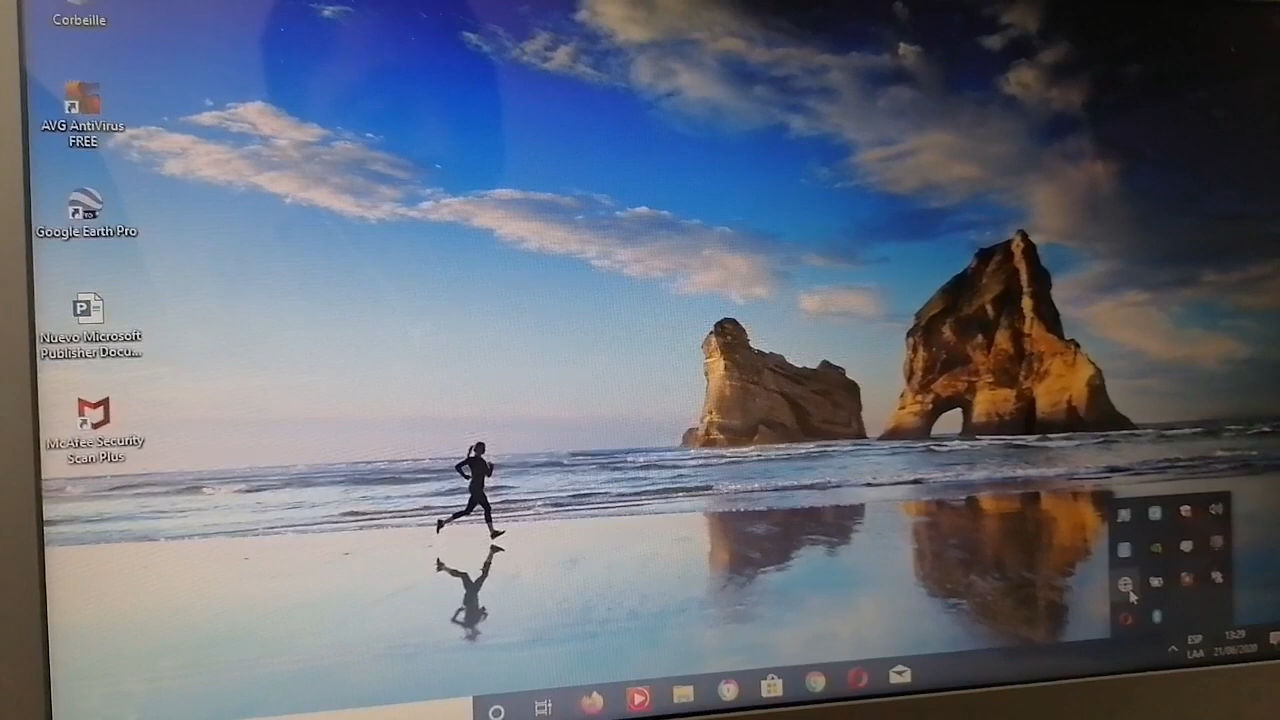 Corbeille
AVG AntiVirus
FREE
Google Earth Pro
Nuevo Microsoft
Publisher Docu...
McAfee Security
Scan Plus
ESP
13:29
LAA
21/06/2020